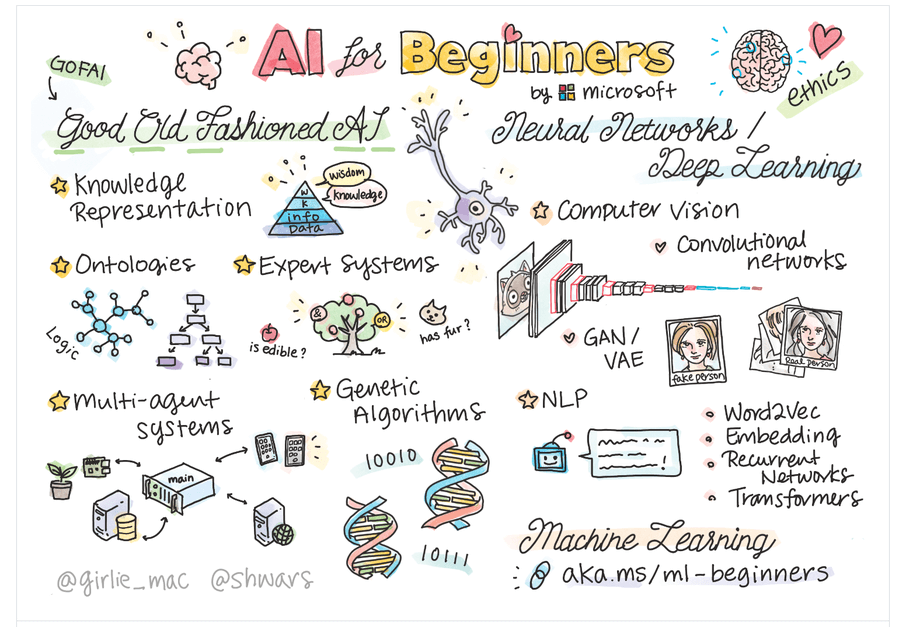 AI for Beginners
by microsoft
ethics
GOFAI
Good Old Fashioned AI
Knowledge
Representation
wisdom
knowledge
W
K
info
Data
Ontologies
Logic
Expert Systems
&
OR
is edible?
has fur?
Multi-agent
systems
main
Genetic
Algorithms
10010
10111
@girlie_mac @shwars
Neural Networks /
Deep Learning
Computer Vision
Convolutional
networks
GAN/
VAE
fake person
Real person
NLP
Word2Vec
Embedding
Recurrent
Networks
Transformers
Machine Learning
aka.ms/ml-beginners